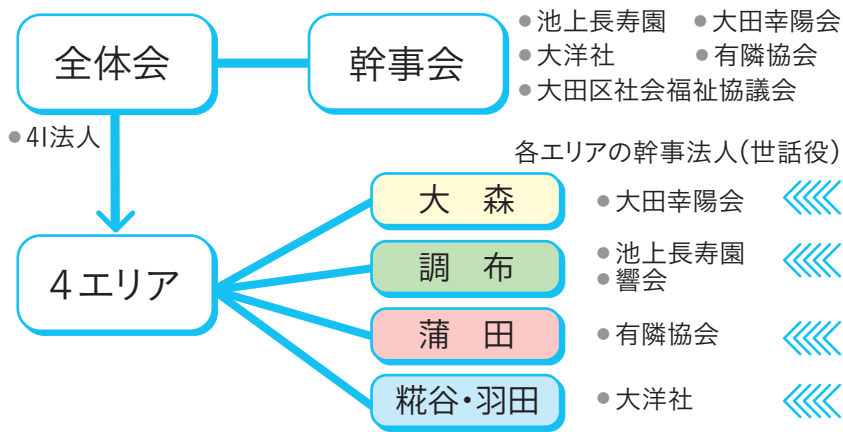 全体会
幹事会
●池上長寿園 ●大田幸陽会
●大洋社 ●有隣協会
●大田区社会福祉協議会
●41法人
各エリアの幹事法人(世話役)
4エリア
大 森
●大田幸陽会
調 布
●池上長寿園
●響会
蒲 田
●有隣協会
糀谷・羽田
●大洋社